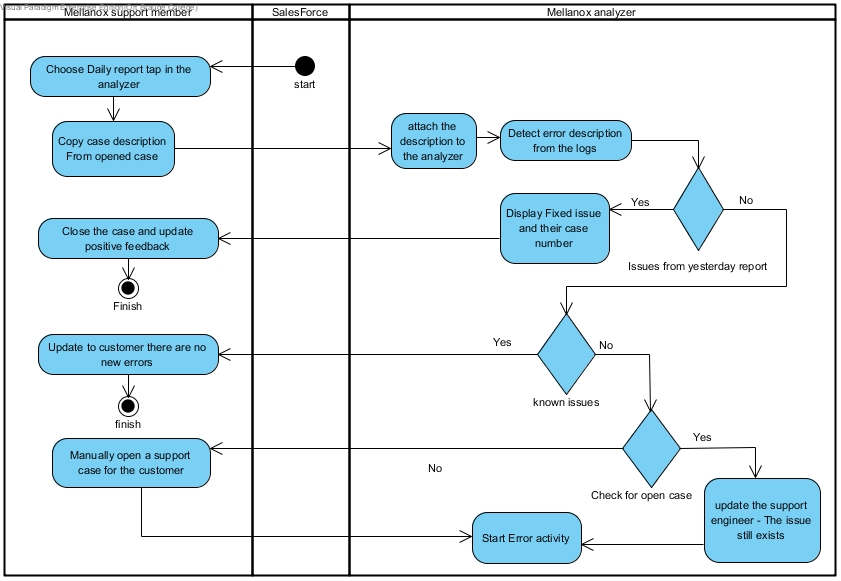 Mellanox support member
SalesForce
Mellanox analyzer
Choose Daily report tap in the
analyzer
start
Copy case description
From opened case
attach the
description to
the analyzer
Detect error description
from the logs
Yes
No
Display Fixed issue
and their case
number
Issues from yesterday report
Close the case and update
positive feedback
Finish
Update to customer there are no
new errors
Yes
No
finish
known issues
Manually open a support
case for the customer
No
Yes
Check for open case
update the support
engineer - The issue
still exists
Start Error activity